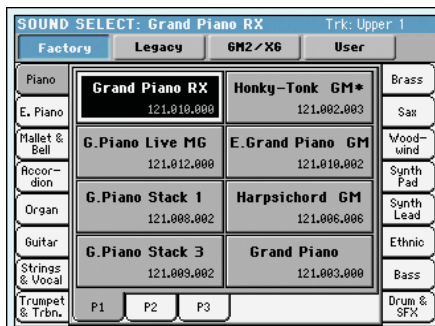 SOUND SELECT: Grand Piano RX Trk: Upper 1
Factory Legacy GM2/XG User
Piano
E. Piano
Mallet &
Bell
Accor-
dion
Organ
Guitar
Strings
& Vocal
Trumpet
& Trbn.
Grand Piano RX
121.010.000
Honky-Tonk GM*
121.002.003
G.Piano Live MG
121.012.000
E.Grand Piano GM
121.010.002
G.Piano Stack 1
121.008.002
Harpsichord GM
121.006.006
G.Piano Stack 3
121.009.002
Grand Piano
121.003.000
P1 P2 P3
Brass
Sax
Wood-
wind
Synth
Pad
Synth
Lead
Ethnic
Bass
Drum &
SFX